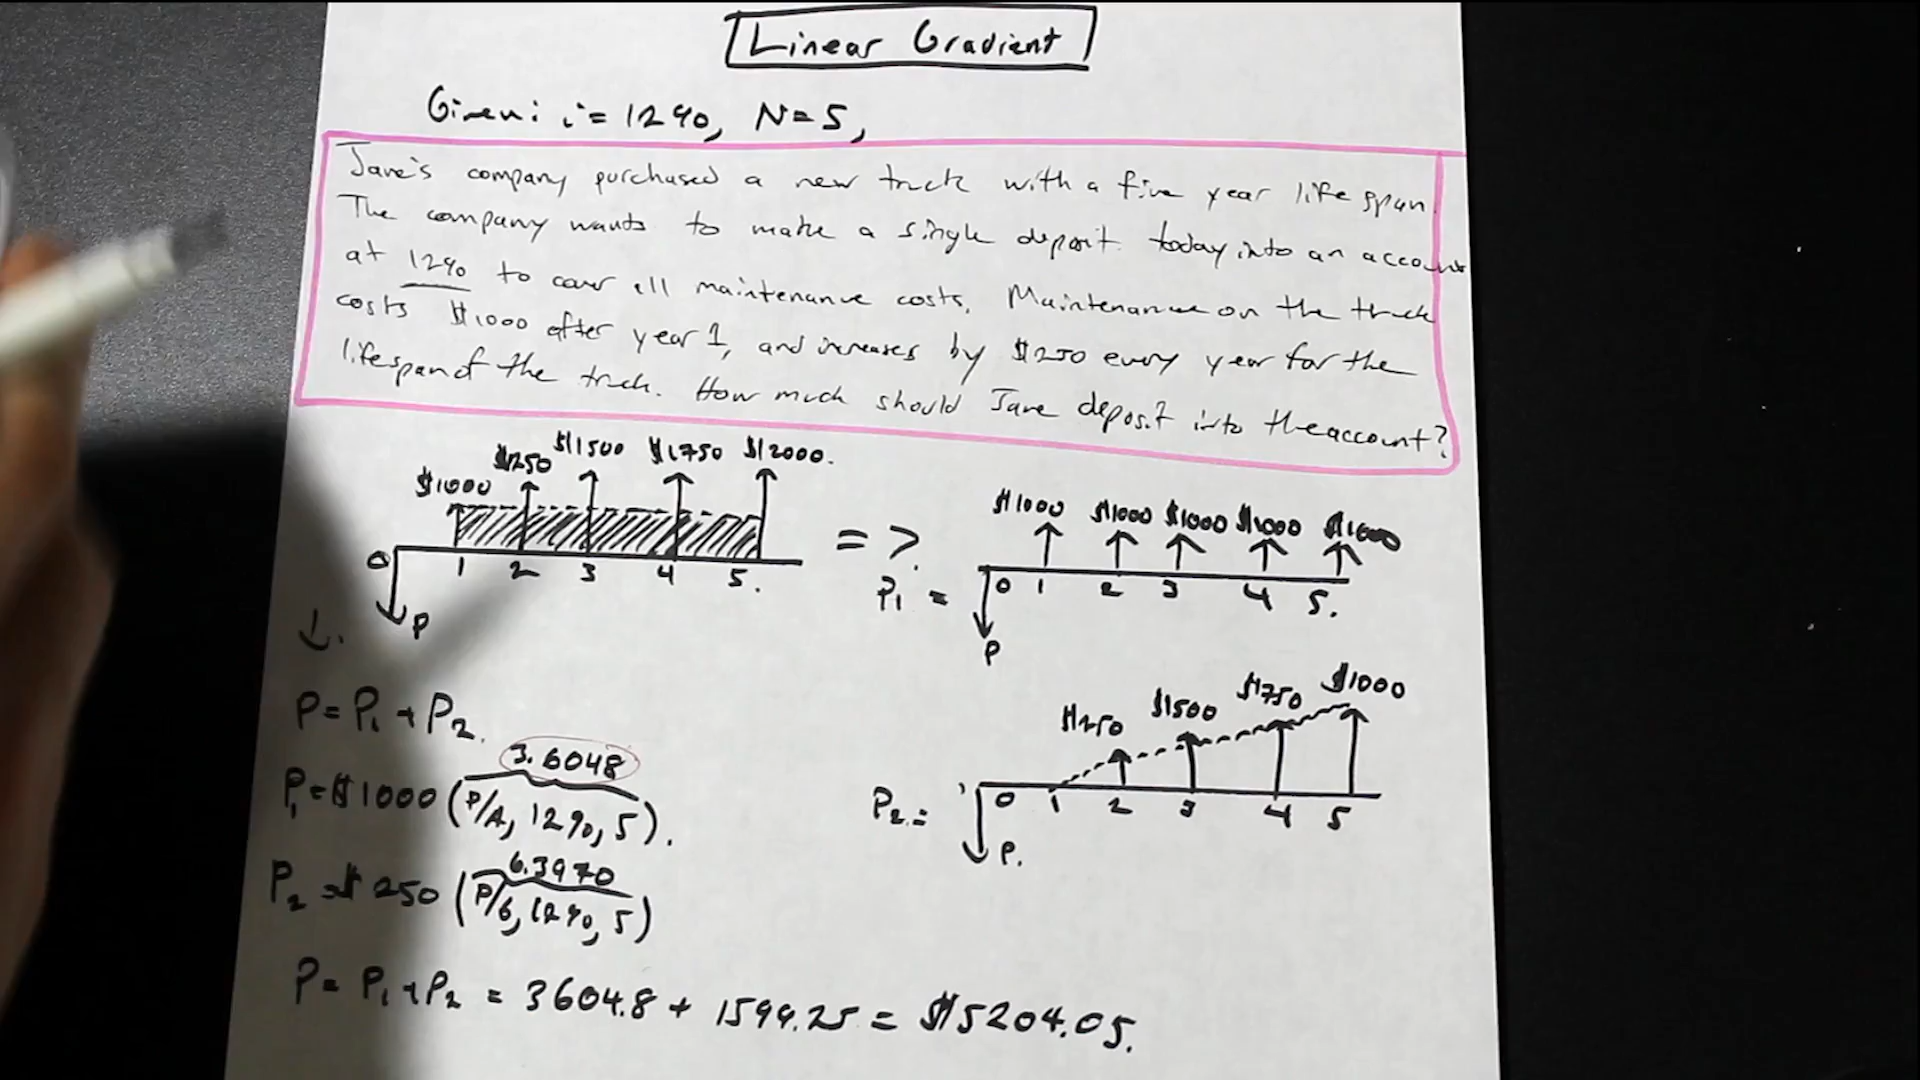 Linear Gradient
Given: i = 12%, N = 5,
Jane's company purchased a new truck with a five year life span.
The company wants to make a single deposit today into an account
at 12% to cover all maintenance costs. Maintenance on the truck
costs $1000 after year 1, and increases by $250 every year for the
lifespan of the truck. How much should Jane deposit into the account?
$1000 $1250 $1500 $1750 $2000.
0 1 2 3 4 5.
P
= ?
$1000 $1000 $1000 $1000 $1000
P1 =
0 1 2 3 4 5.
P
P = P1 + P2.
3.6048
P1 = $1000 (P/A, 12%, 5).
6.3970
P2 = $250 (P/G, 12%, 5)
$250 $500 $750 $1000
P2 =
0 1 2 3 4 5
P.
P = P1 + P2 = 3604.8 + 1599.25 = $5204.05.